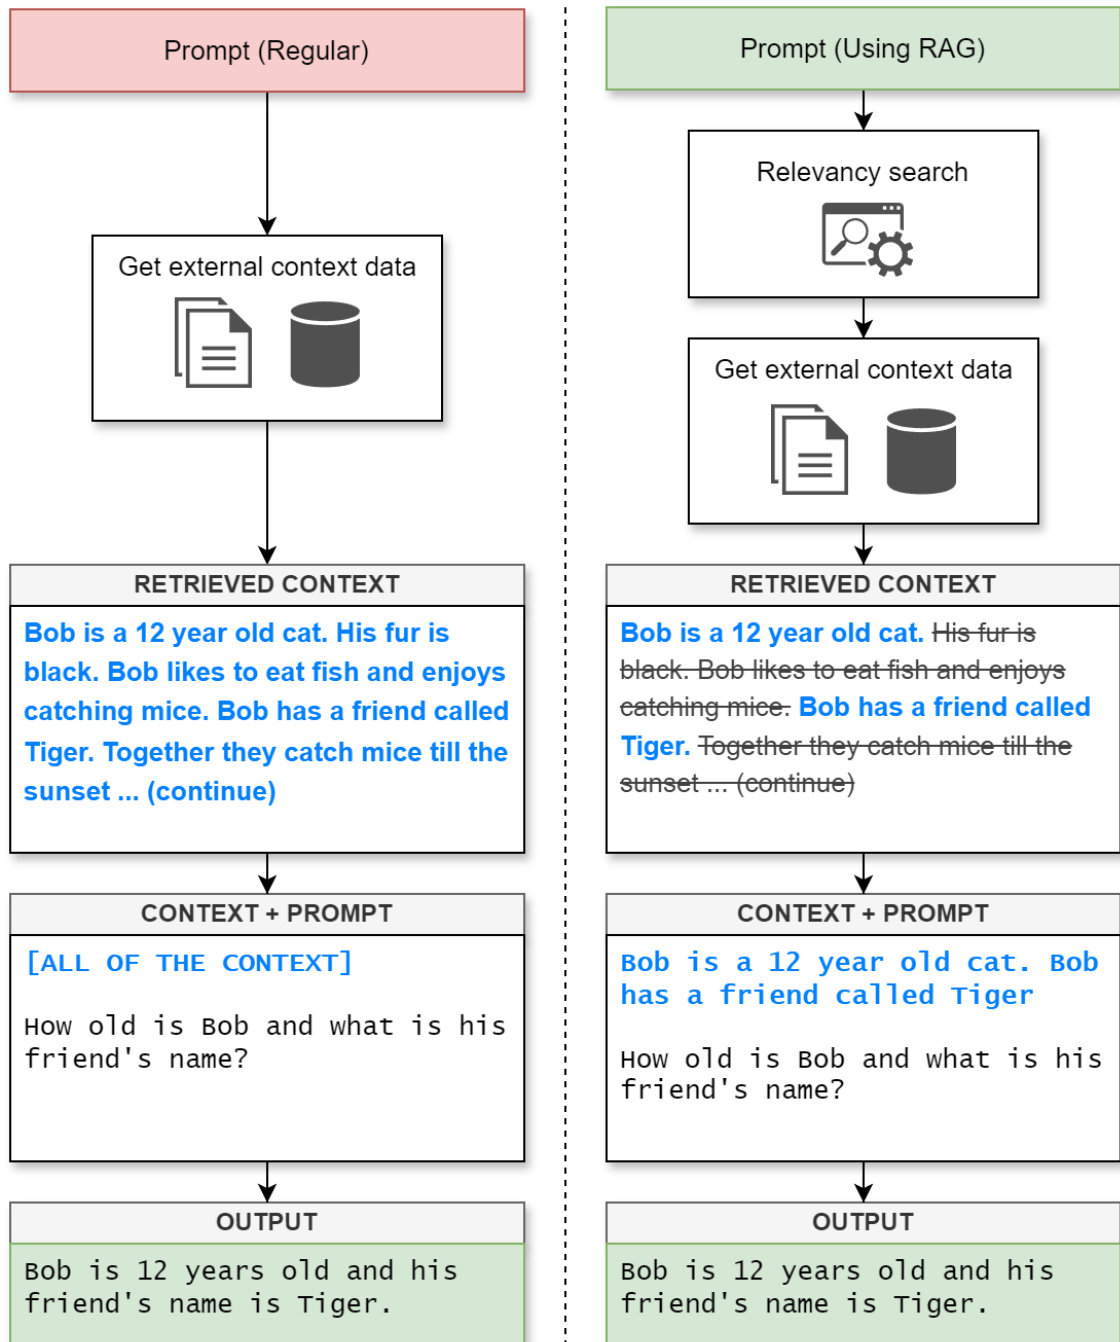 Prompt (Regular)
Get external context data
RETRIEVED CONTEXT
Bob is a 12 year old cat. His fur is
black. Bob likes to eat fish and enjoys
catching mice. Bob has a friend called
Tiger. Together they catch mice till the
sunset ... (continue)
CONTEXT + PROMPT
[ALL OF THE CONTEXT]
How old is Bob and what is his
friend's name?
OUTPUT
Bob is 12 years old and his
friend's name is Tiger.
Prompt (Using RAG)
Relevancy search
Get external context data
RETRIEVED CONTEXT
Bob is a 12 year old cat. His fur is
black. Bob likes to eat fish and enjoys
catching mice. Bob has a friend called
Tiger. Together they catch mice till the
sunset ... (continue)
CONTEXT + PROMPT
Bob is a 12 year old cat. Bob
has a friend called Tiger
How old is Bob and what is his
friend's name?
OUTPUT
Bob is 12 years old and his
friend's name is Tiger.